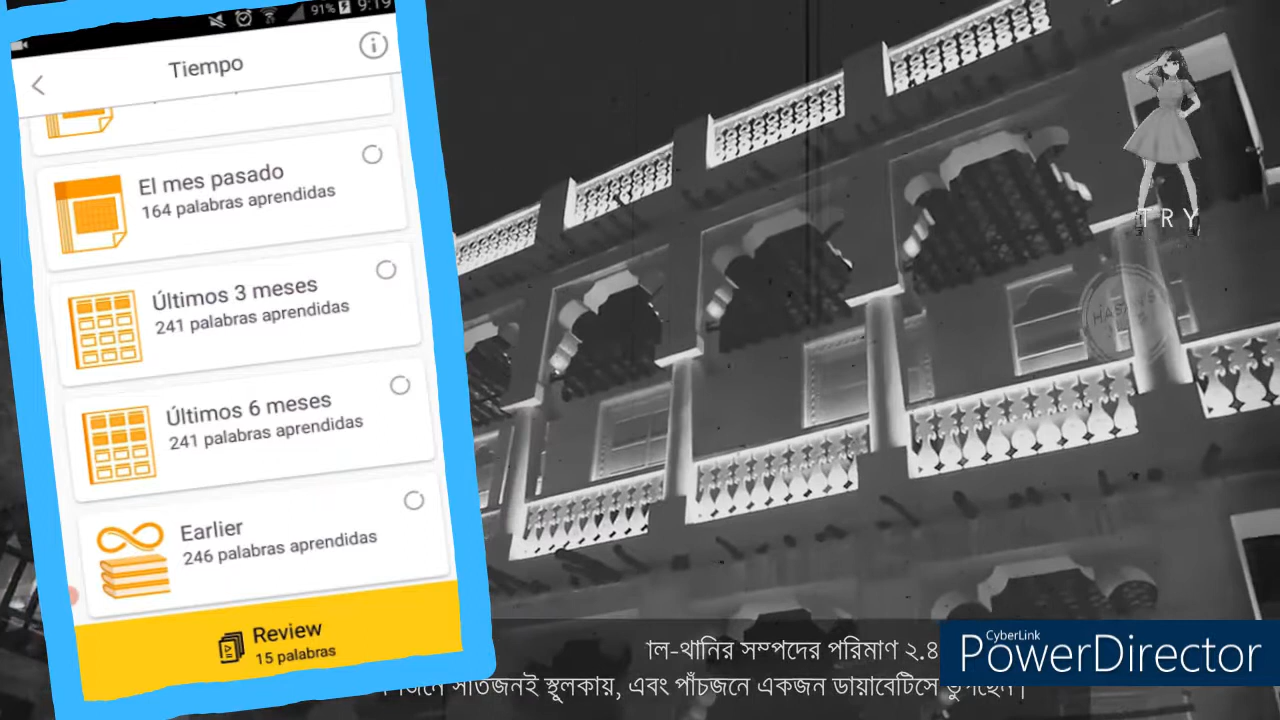 91%
9:19
Tiempo
El mes pasado
164 palabras aprendidas
Últimos 3 meses
241 palabras aprendidas
Últimos 6 meses
241 palabras aprendidas
Earlier
246 palabras aprendidas
Review
15 palabras
TRY
HASAN'S
াল-থানির সম্পদের পরিমাণ ২.৪
সাতজনই স্থূলকায়, এবং পাঁচজনে একজন ডায়াবেটিসে ভুগছেন|
CyberLink
PowerDirector